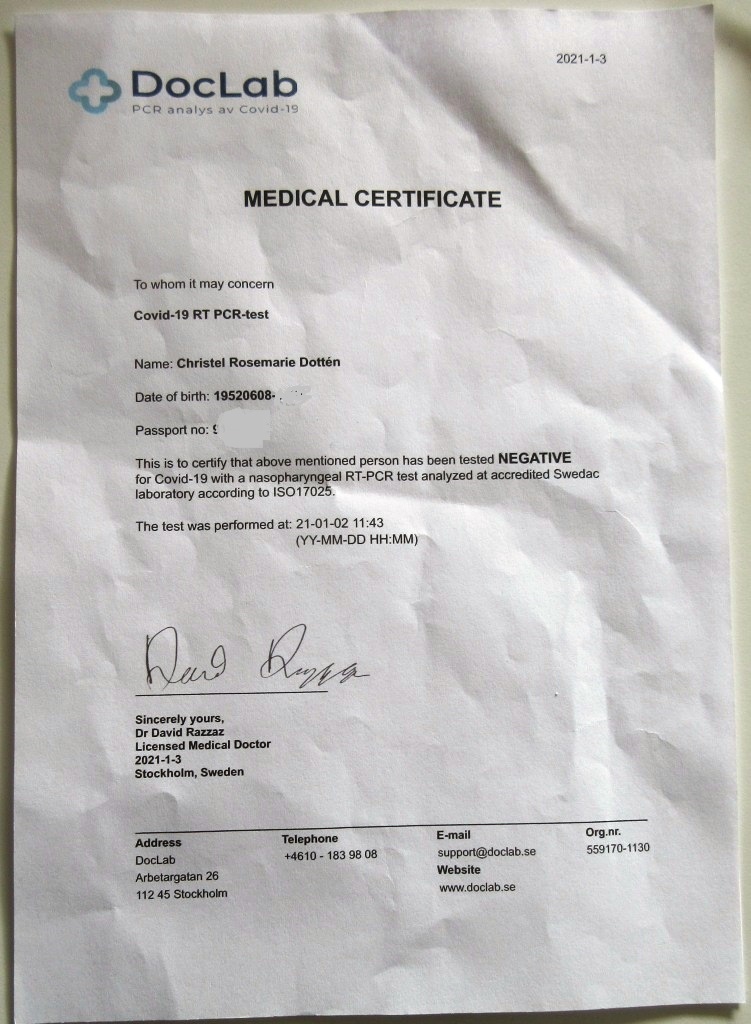 2021-1-3
DocLab
PCR analys av Covid-19
MEDICAL CERTIFICATE
To whom it may concern
Covid-19 RT PCR-test
Name: Christel Rosemarie Dottén
Date of birth: 19520608-
Passport no:
This is to certify that above mentioned person has been tested NEGATIVE
for Covid-19 with a nasopharyngeal RT-PCR test analyzed at accredited Swedac
laboratory according to ISO17025.
The test was performed at: 21-01-02 11:43
(YY-MM-DD HH:MM)
David Razzaz
Sincerely yours,
Dr David Razzaz
Licensed Medical Doctor
2021-1-3
Stockholm, Sweden
Address
DocLab
Arbetargatan 26
112 45 Stockholm
Telephone
+4610 - 183 98 08
E-mail
support@doclab.se
Website
www.doclab.se
Org.nr.
559170-1130